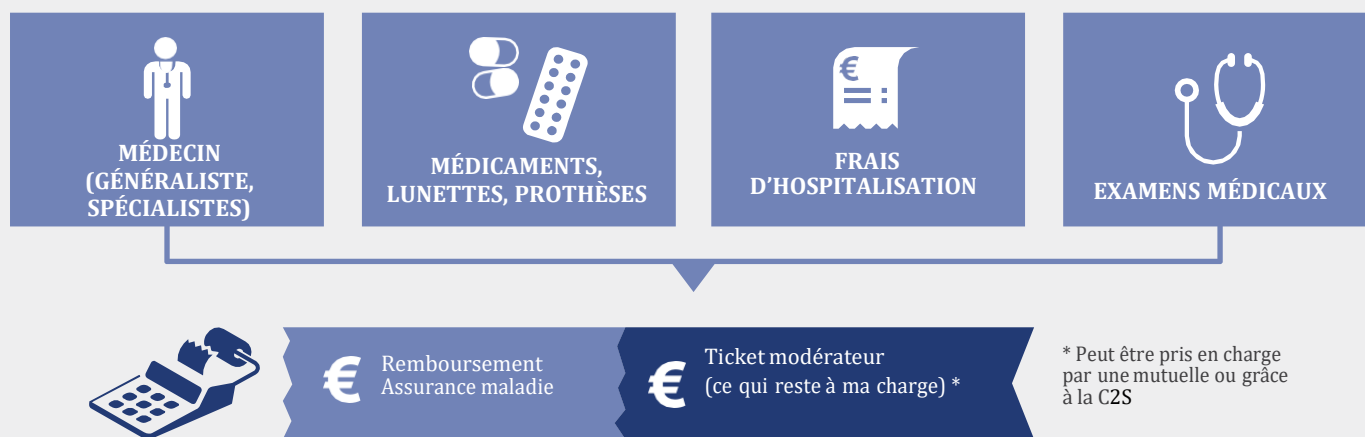 MÉDECIN
(GÉNÉRALISTE,
SPÉCIALISTES)
MÉDICAMENTS,
LUNETTES, PROTHÈSES
€
FRAIS
D’HOSPITALISATION
EXAMENS MÉDICAUX
€
Remboursement
Assurance maladie
€
Ticket modérateur
(ce qui reste à ma charge) *
* Peut être pris en charge
par une mutuelle ou grâce
à la C2S